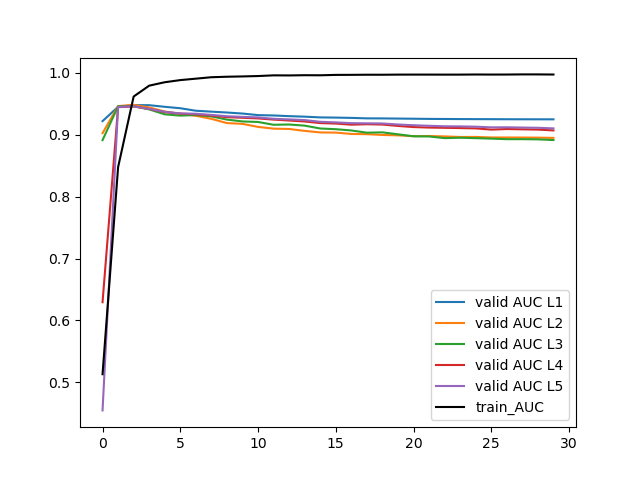 1.0
0.9
0.8
0.7
0.6
0.5
0 5 10 15 20 25 30
valid AUC L1
valid AUC L2
valid AUC L3
valid AUC L4
valid AUC L5
train_AUC